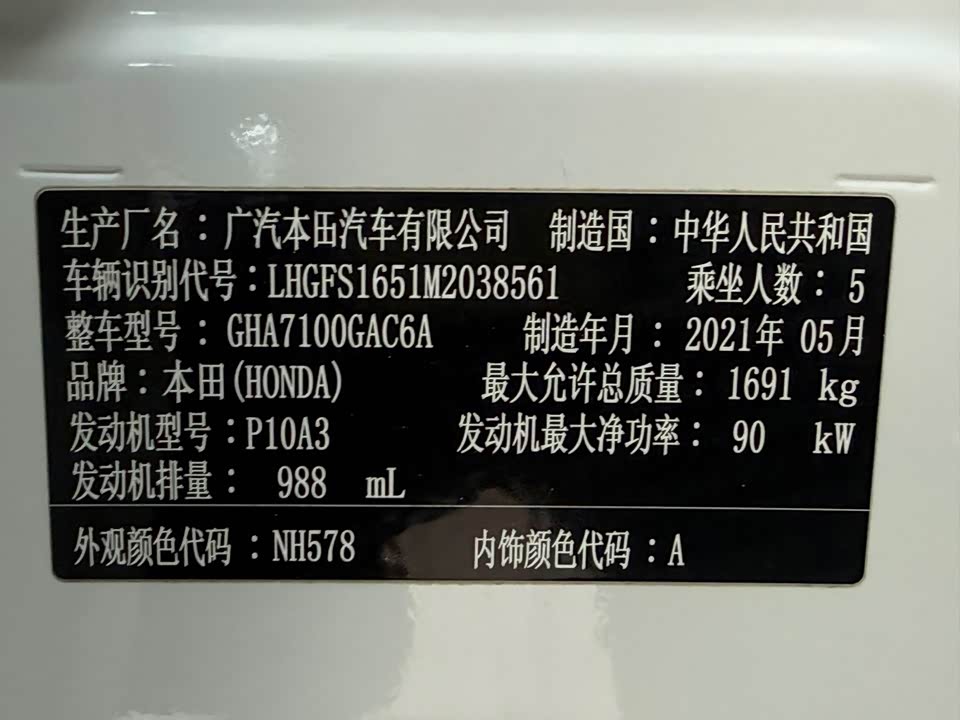 生产厂名：广汽本田汽车有限公司 制造国：中华人民共和国
车辆识别代号：LHGFS1651M2038561 乘坐人数：5
整车型号：GHA7100GAC6A 制造年月：2021年05月
品牌：本田(HONDA) 最大允许总质量：1691 kg
发动机型号：P10A3 发动机最大净功率：90 kW
发动机排量：988 mL
外观颜色代码：NH578 内饰颜色代码：A